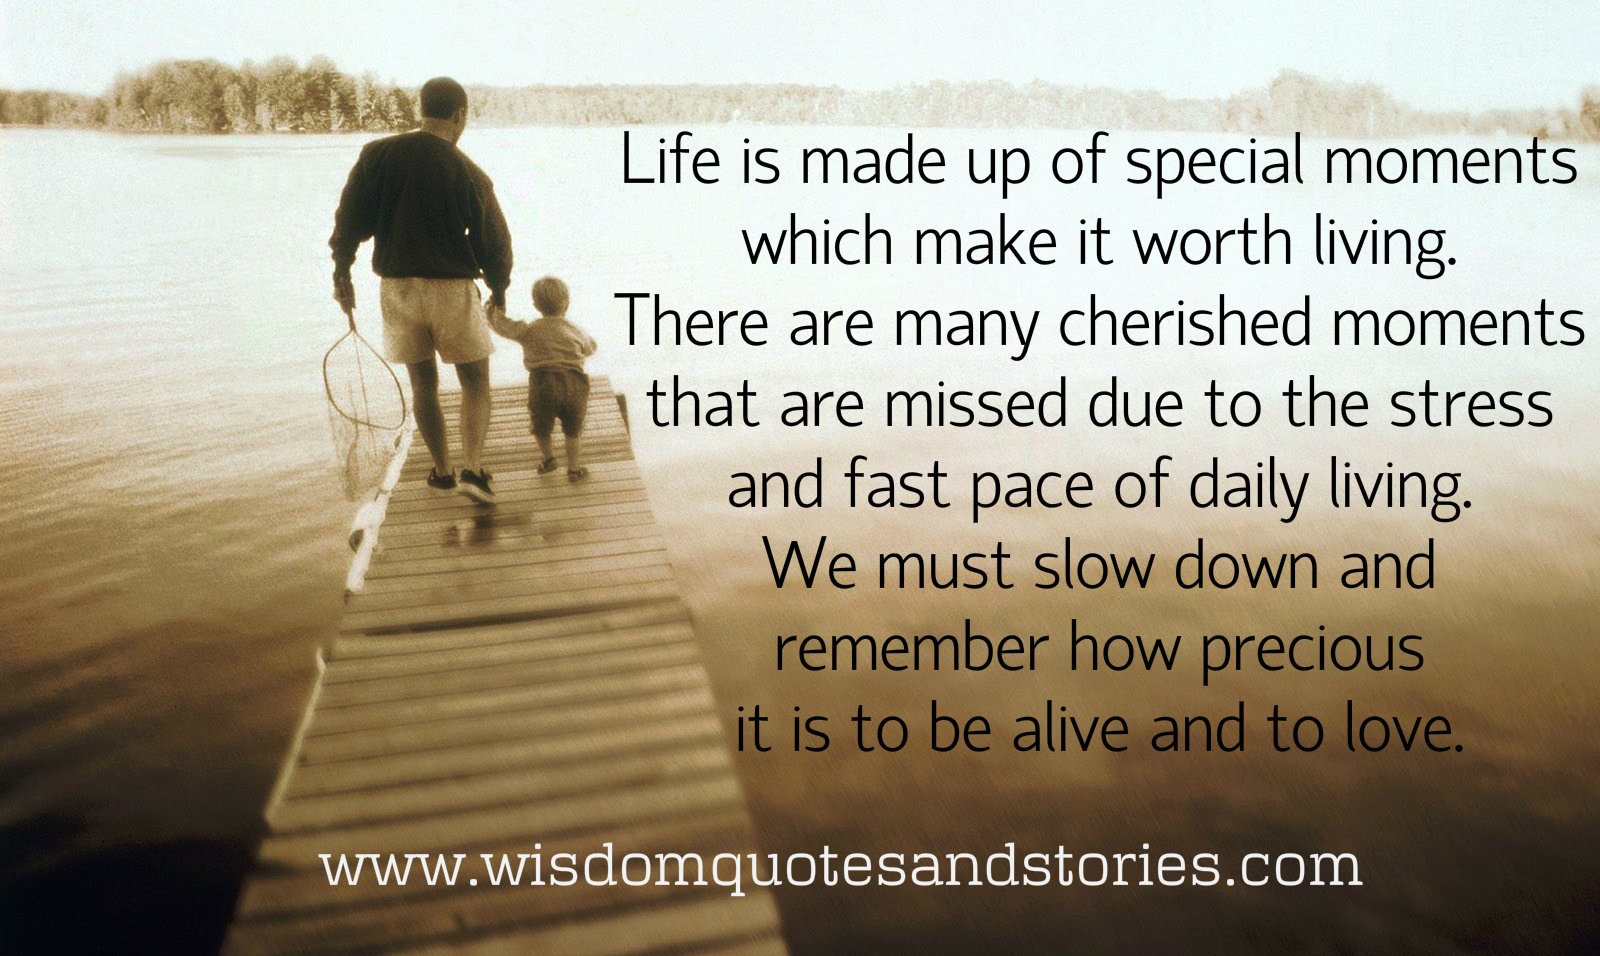 Life is made up of special moments
which make it worth living.
There are many cherished moments
that are missed due to the stress
and fast pace of daily living.
We must slow down and
remember how precious
it is to be alive and to love.
www.wisdomquotesandstories.com